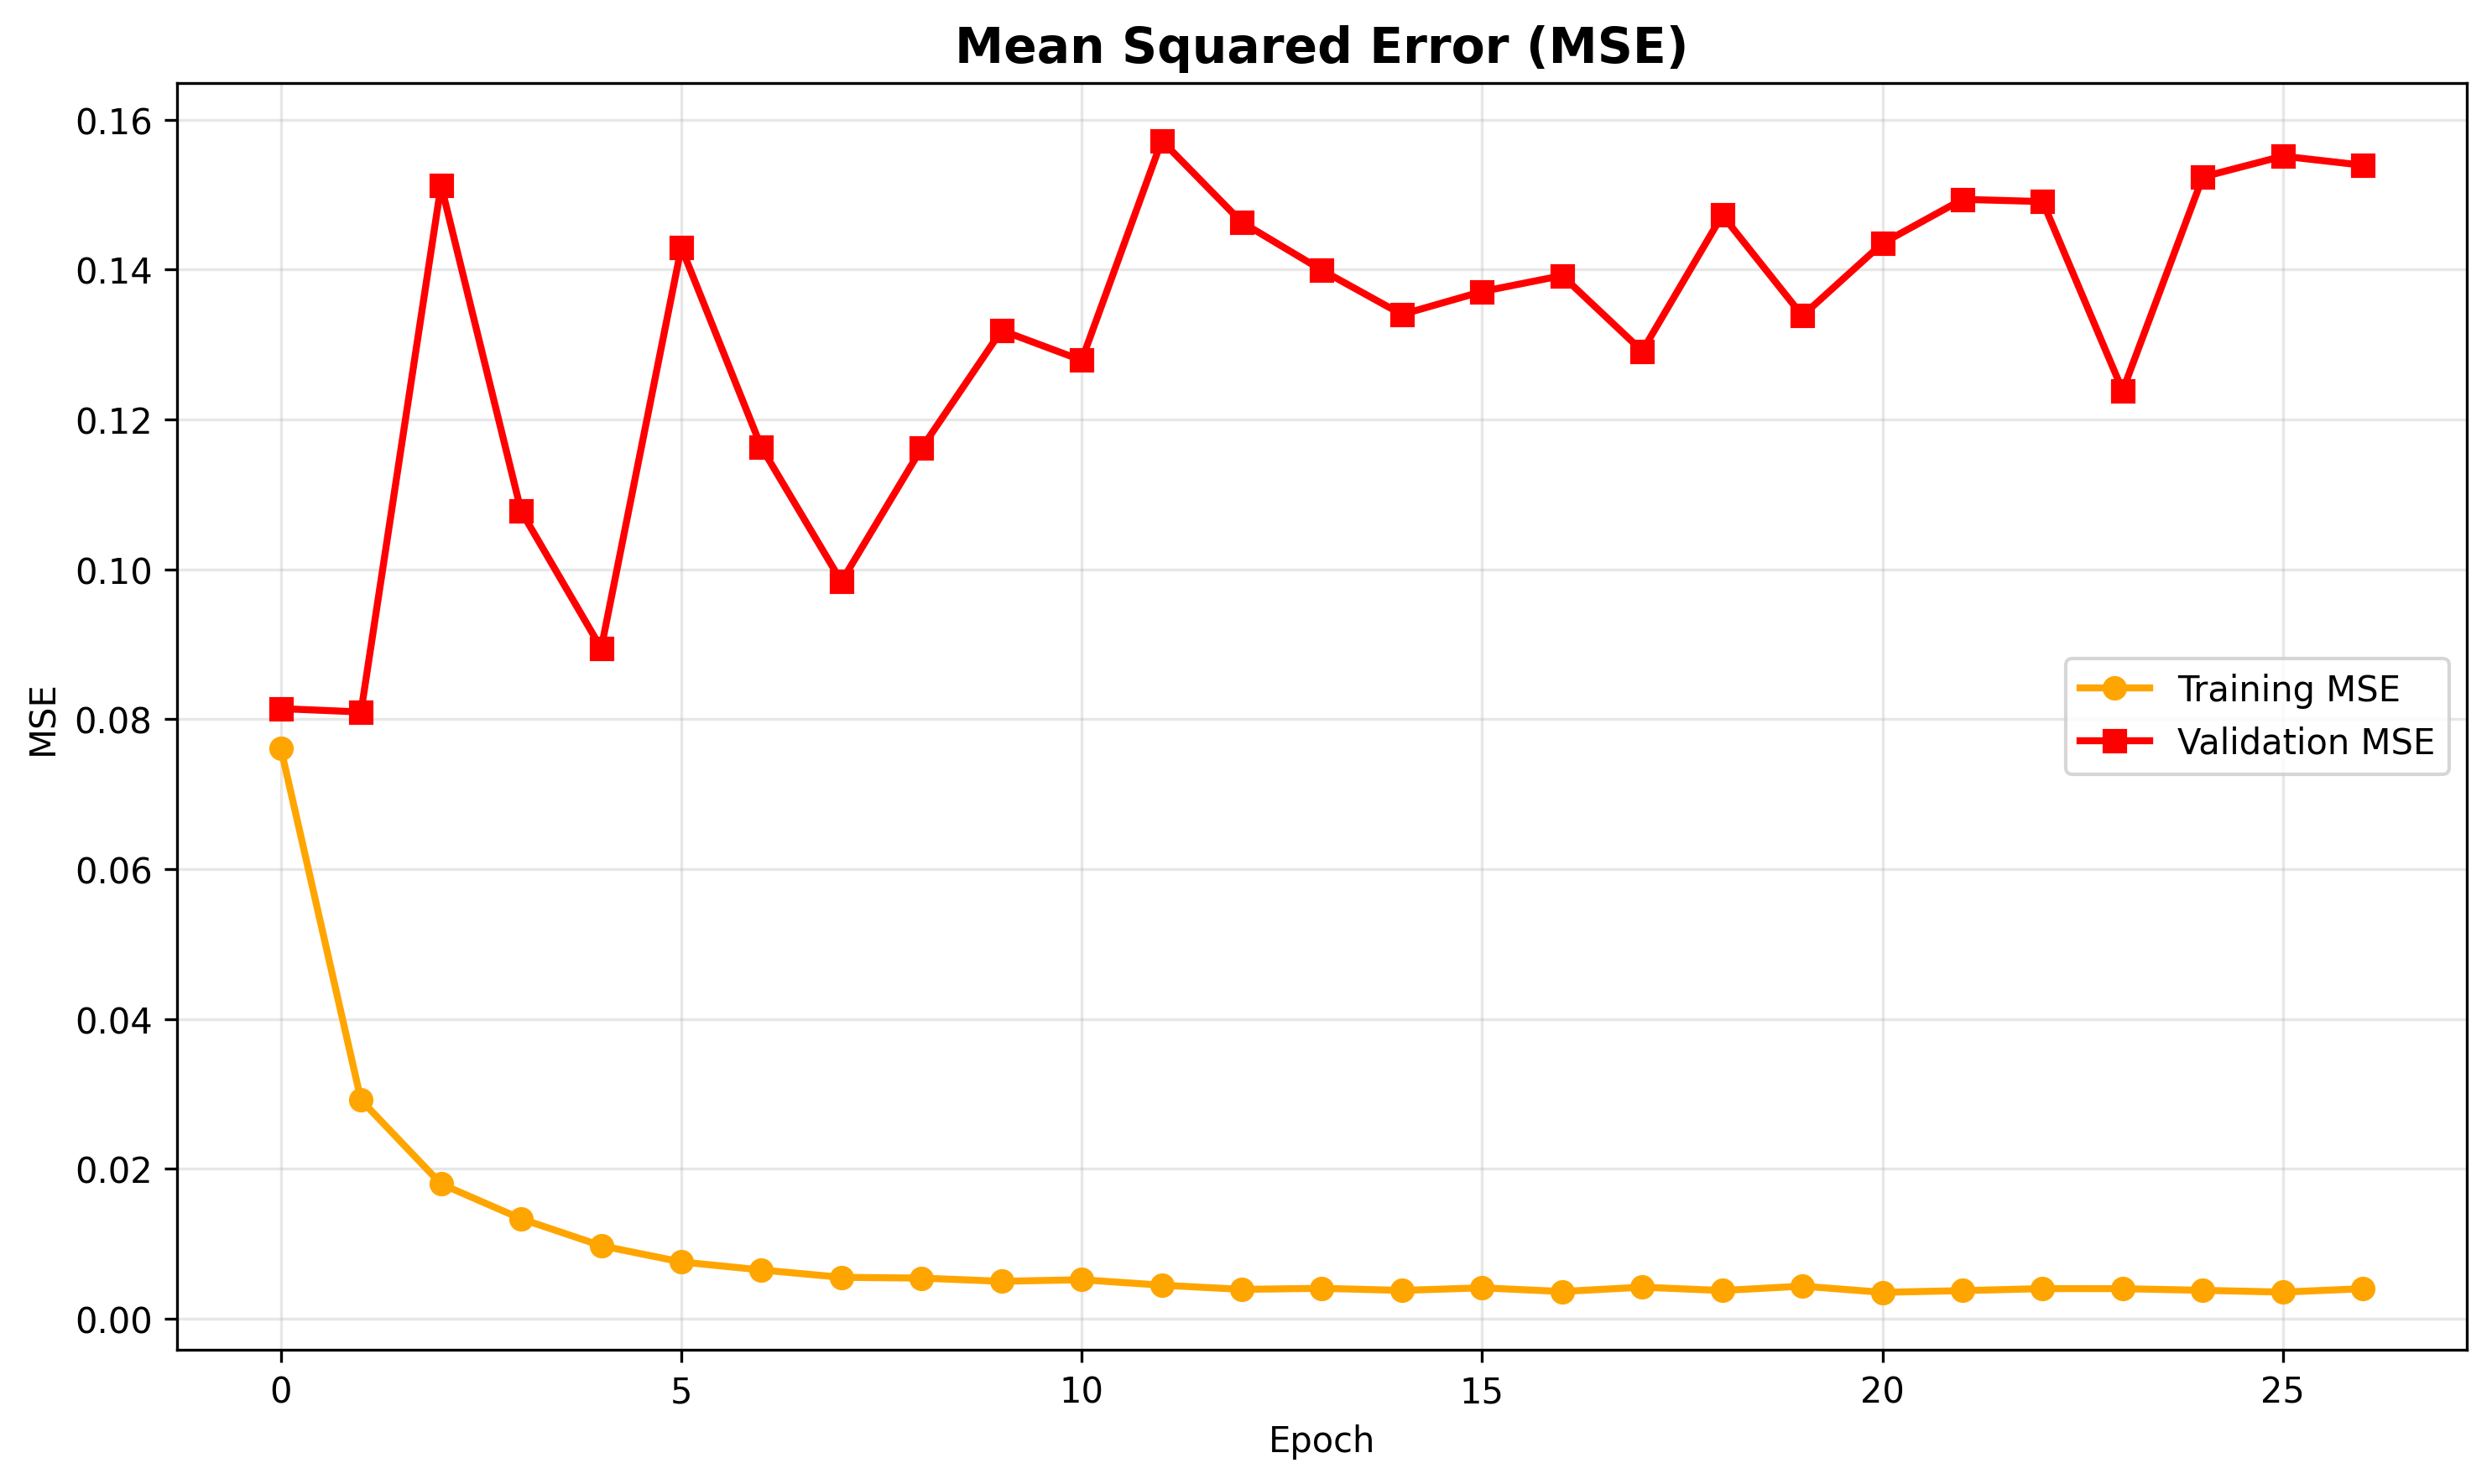 Mean Squared Error (MSE)
0.16
0.14
0.12
0.10
0.08
0.06
0.04
0.02
0.00
MSE
Training MSE
Validation MSE
0 5 10 15 20 25
Epoch